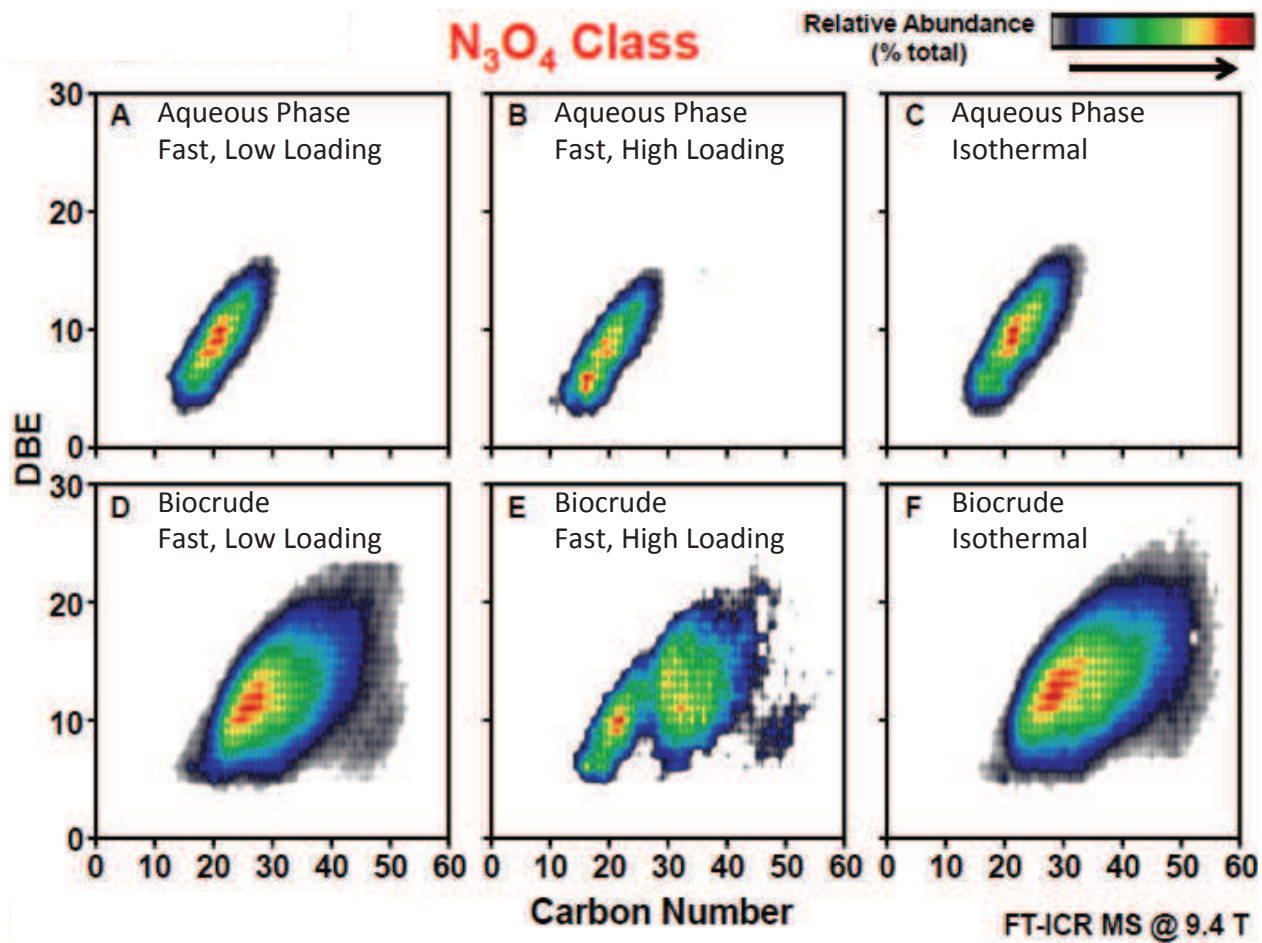 N₃O₄ Class
Relative Abundance
(% total)
30
20
10
0
A Aqueous Phase
Fast, Low Loading
B Aqueous Phase
Fast, High Loading
C Aqueous Phase
Isothermal
DBE
30
20
10
0
D Biocrude
Fast, Low Loading
E Biocrude
Fast, High Loading
F Biocrude
Isothermal
0 10 20 30 40 50 60
0 10 20 30 40 50 60
0 10 20 30 40 50 60
Carbon Number
FT-ICR MS @ 9.4 T